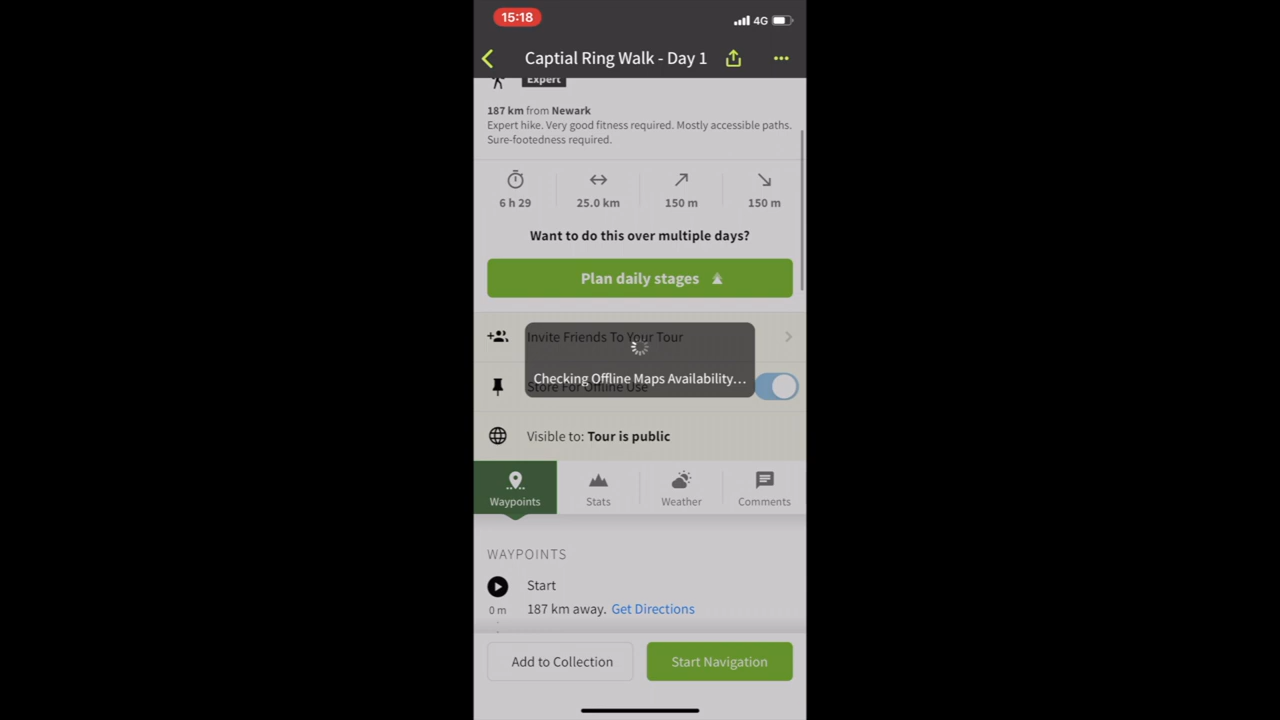 15:18
4G
Captial Ring Walk - Day 1
Expert
187 km from Newark
Expert hike. Very good fitness required. Mostly accessible paths.
Sure-footedness required.
6 h 29
25.0 km
150 m
150 m
Want to do this over multiple days?
Plan daily stages
Invite Friends To Your Tour
Checking Offline Maps Availability...
Store For Offline Use
Visible to: Tour is public
Waypoints
Stats
Weather
Comments
WAYPOINTS
Start
0 m
187 km away. Get Directions
Add to Collection
Start Navigation